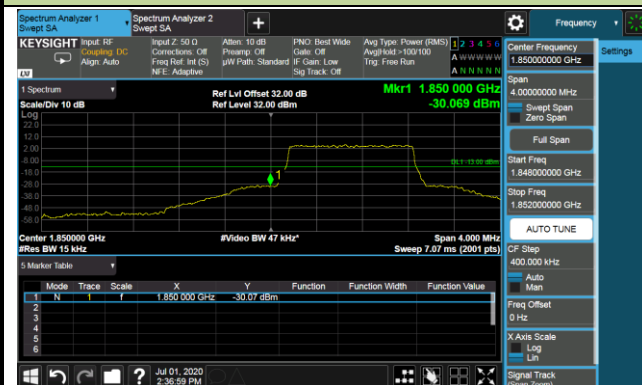 Spectrum Analyzer 1
Swept SA
Spectrum Analyzer 2
Swept SA
+
Frequency
KEYSIGHT
Input: RF
Coupling: DC
Align: Auto
Input Z: 50 Ω
Corrections: Off
Freq Ref: Int (S)
NFE: Adaptive
Atten: 10 dB
Preamp: Off
µW Path: Standard
PNO: Best Wide
Gate: Off
IF Gain: Low
Sig Track: Off
Avg Type: Power (RMS)
Avg|Hold:>100/100
Trig: Free Run
1 2 3 4 5 6
A W W W W W
A N N N N N
LXI
1 Spectrum
Scale/Div 10 dB
Ref Lvl Offset 32.00 dB
Ref Level 32.00 dBm
Mkr1 1.850 000 GHz
-30.069 dBm
Log
22.0
12.0
2.00
-8.00
-18.0
-28.0
-38.0
-48.0
-58.0
DL1 -13.00 dBm
1
Center 1.850000 GHz
#Res BW 15 kHz
#Video BW 47 kHz*
Span 4.000 MHz
Sweep 7.07 ms (2001 pts)
5 Marker Table
Mode Trace Scale X Y Function Function Width Function Value
1 N 1 f 1.850 000 GHz -30.07 dBm
2
3
4
5
6
Jul 01, 2020
2:36:59 PM
Center Frequency
1.850000000 GHz
Settings
Span
4.00000000 MHz
Swept Span
Zero Span
Full Span
Start Freq
1.848000000 GHz
Stop Freq
1.852000000 GHz
AUTO TUNE
CF Step
400.000 kHz
Auto
Man
Freq Offset
0 Hz
X Axis Scale
Log
Lin
Signal Track
(Span Zoom)